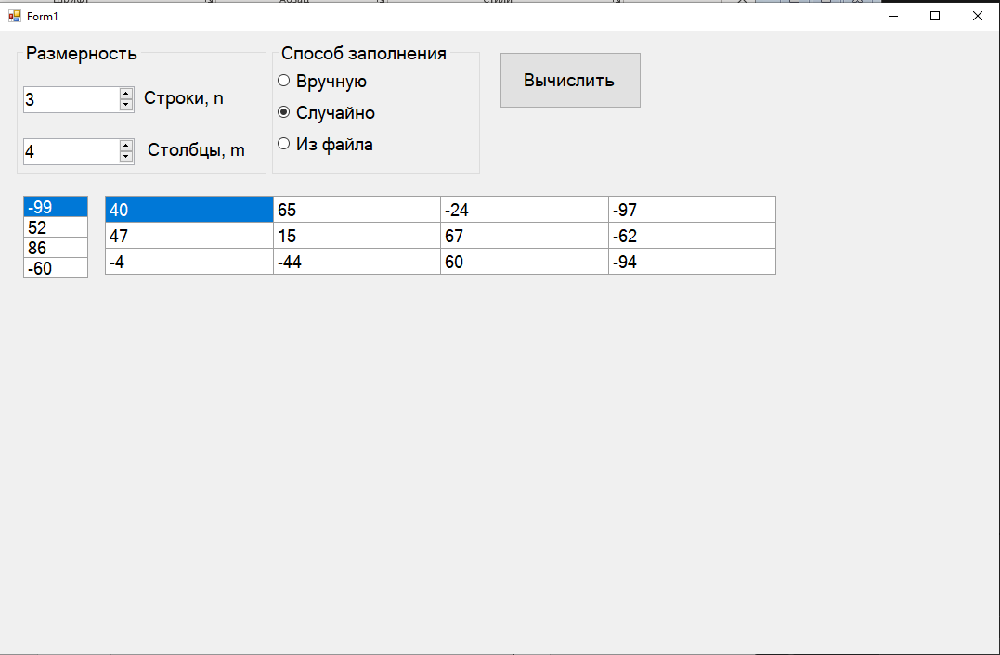 Form1
Размерность
3 Строки, n
4 Столбцы, m
Способ заполнения
Вручную
Случайно
Из файла
Вычислить
-99
52
86
-60
40 65 -24 -97
47 15 67 -62
-4 -44 60 -94